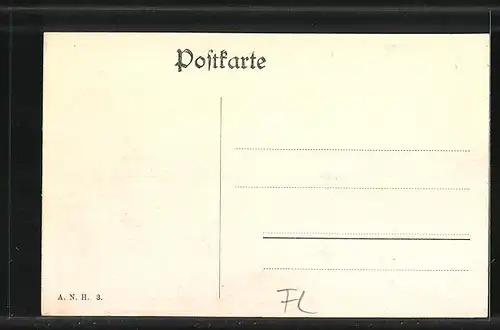 Postkarte
A. N. H. 3.
FL